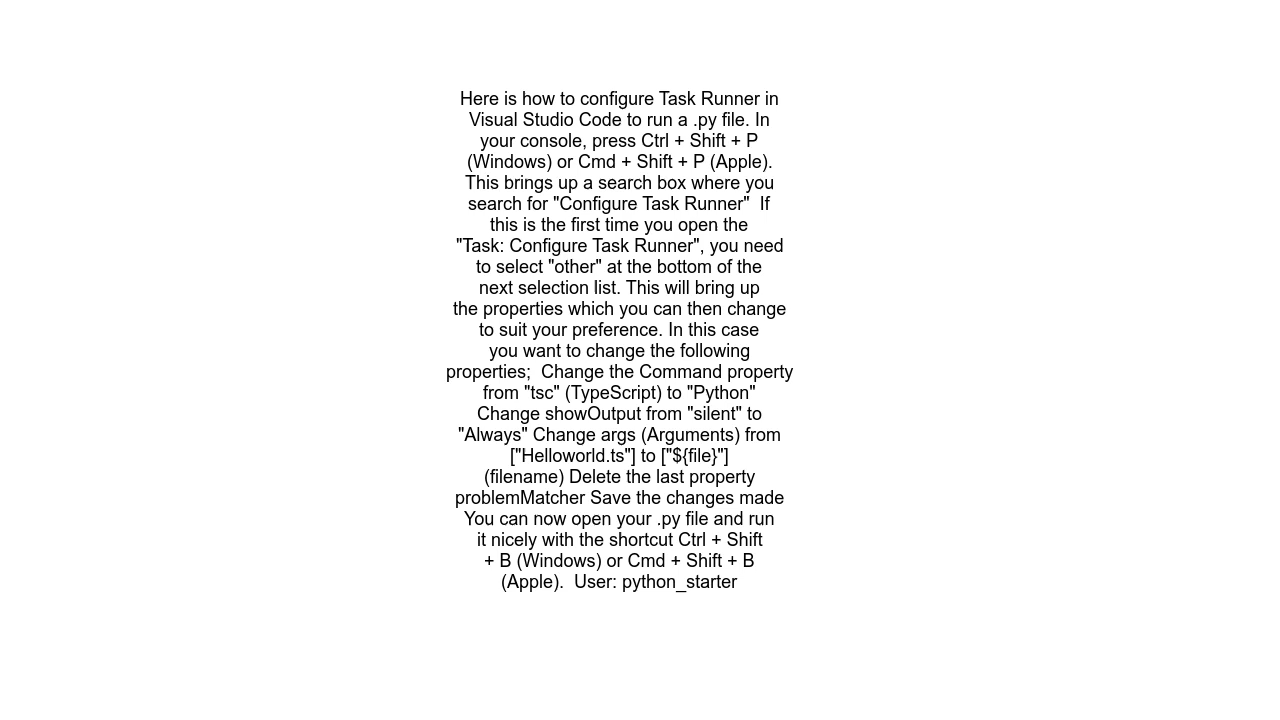 Here is how to configure Task Runner in
Visual Studio Code to run a .py file. In
your console, press Ctrl + Shift + P
(Windows) or Cmd + Shift + P (Apple).
This brings up a search box where you
search for "Configure Task Runner"  If
this is the first time you open the
"Task: Configure Task Runner", you need
to select "other" at the bottom of the
next selection list. This will bring up
the properties which you can then change
to suit your preference. In this case
you want to change the following
properties;  Change the Command property
from "tsc" (TypeScript) to "Python"
Change showOutput from "silent" to
"Always" Change args (Arguments) from
["Helloworld.ts"] to ["${file}"]
(filename) Delete the last property
problemMatcher Save the changes made
You can now open your .py file and run
it nicely with the shortcut Ctrl + Shift
+ B (Windows) or Cmd + Shift + B
(Apple).  User: python_starter